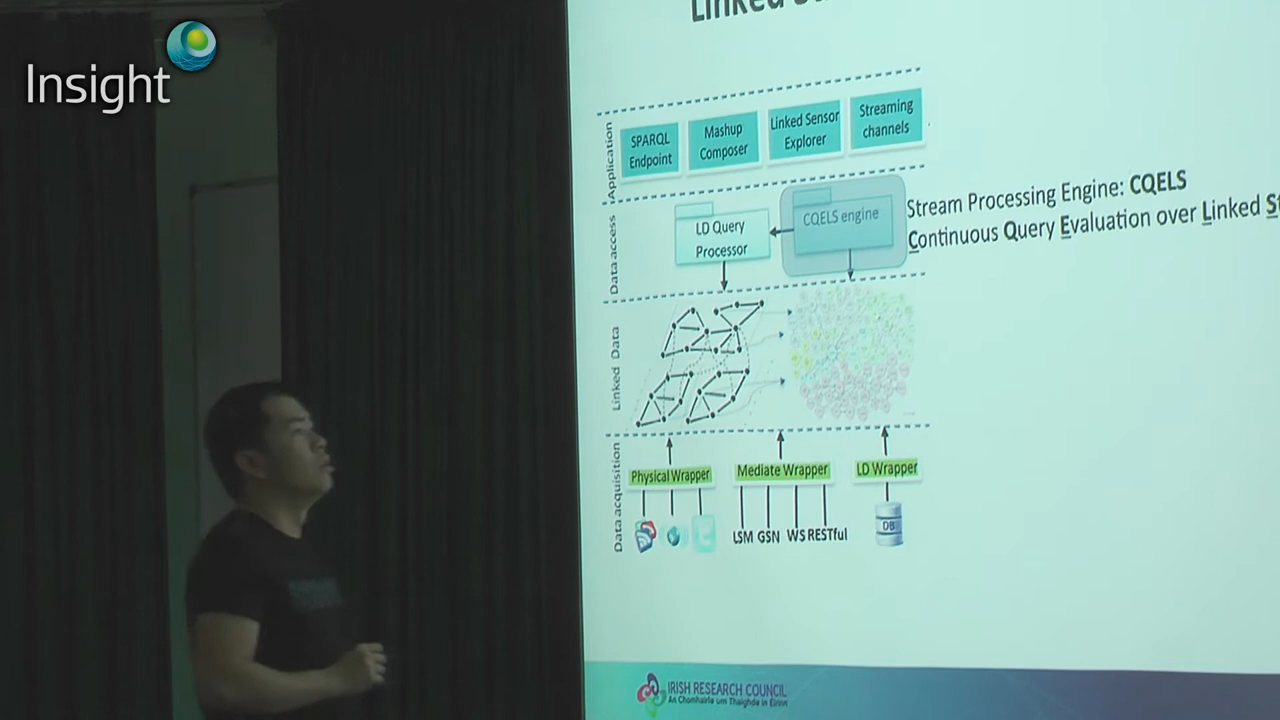 Insight
Linked
Application
SPARQL
Endpoint
Mashup
Composer
Linked Sensor
Explorer
Streaming
channels
Data access
LD Query
Processor
CQELS engine
Stream Processing Engine: CQELS
Continuous Query Evaluation over Linked
Linked Data
Data acquisition
Physical Wrapper
Mediate Wrapper
LD Wrapper
LSM GSN WS RESTful
DB
IRISH RESEARCH COUNCIL
An Chomhairle um Thaighde in Éirinn